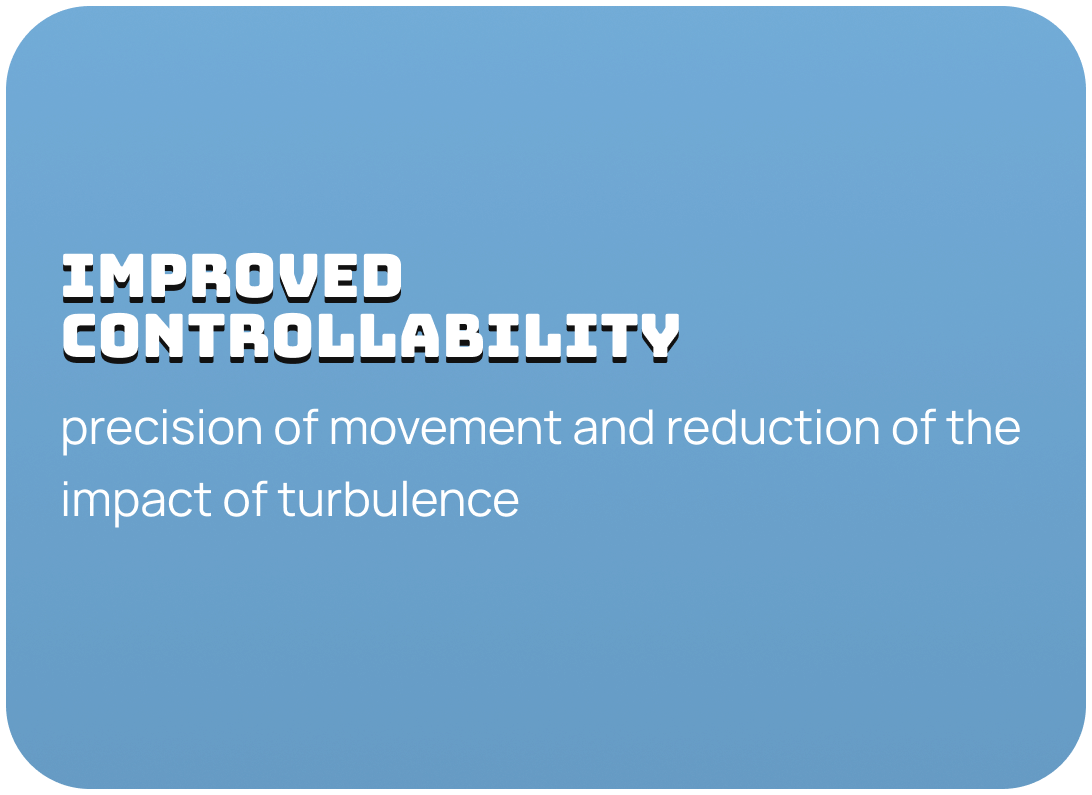 IMPROVED
CONTROLLABILITY
precision of movement and reduction of the
impact of turbulence